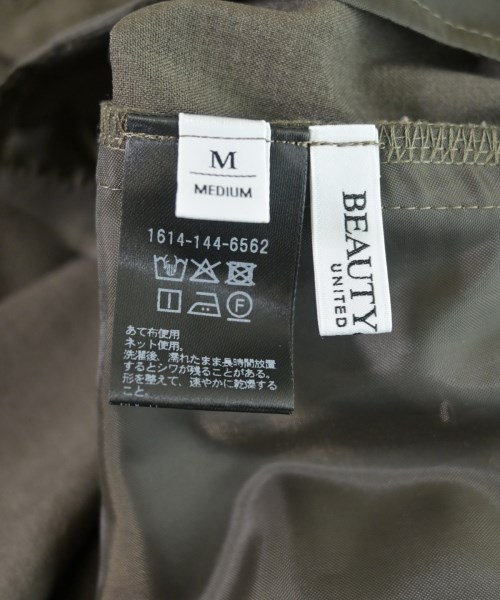 M
MEDIUM
1614-144-6562
F
あて布使用
ネット使用。
洗濯後、濡れたまま長時間放置
するとシワが残ることがある。
形を整えて、速やかに乾燥する
こと。
BEAUTY
UNITED